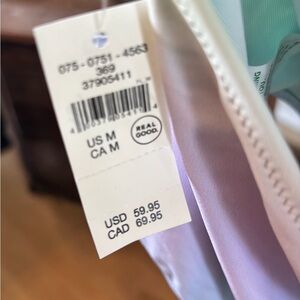 075-0751-4563
369
37905411
US M
CA M
REAL
GOOD.
USD 59.95
CAD 69.95